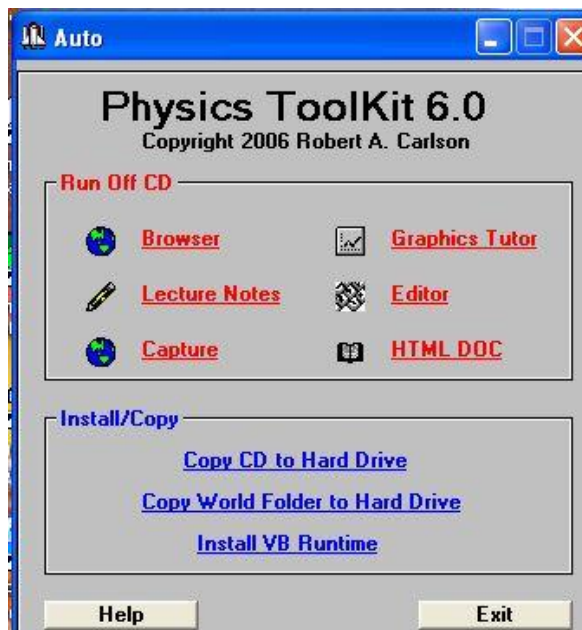 Auto
Physics ToolKit 6.0
Copyright 2006 Robert A. Carlson
Run Off CD
Browser Graphics Tutor
Lecture Notes Editor
Capture HTML DOC
Install/Copy
Copy CD to Hard Drive
Copy World Folder to Hard Drive
Install VB Runtime
Help Exit